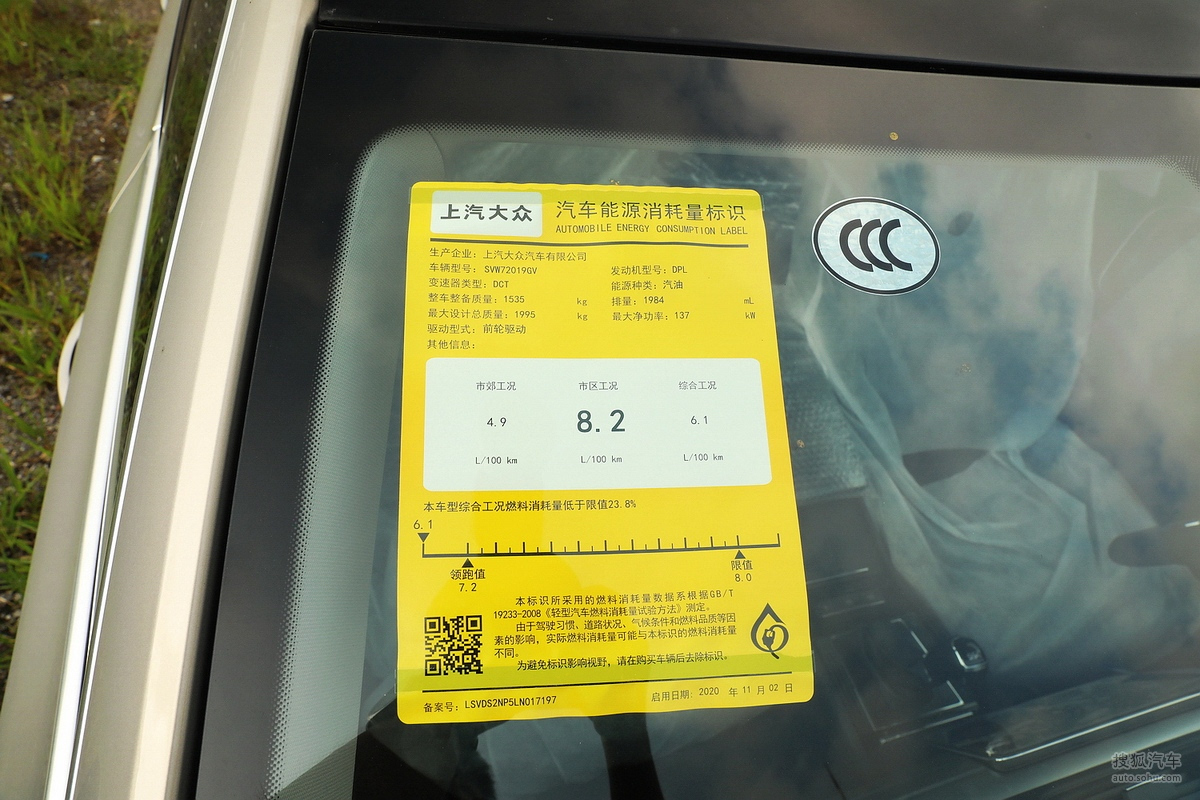 上汽大众 汽车能源消耗量标识
AUTOMOBILE ENERGY CONSUMPTION LABEL
生产企业：上汽大众汽车有限公司
车辆型号：SVW72019GV 发动机型号：DPL
变速器类型：DCT 能源种类：汽油
整车整备质量：1535 kg 排量：1984 mL
最大设计总质量：1995 kg 最大净功率：137 kW
驱动型式：前轮驱动
其他信息：
市郊工况 市区工况 综合工况
4.9 8.2 6.1
L/100 km L/100 km L/100 km
本车型综合工况燃料消耗量低于限值23.8%
6.1
领跑值 限值
7.2 8.0
本标识所采用的燃料消耗量数据系根据GB/T
19233-2008《轻型汽车燃料消耗量试验方法》测定。
由于驾驶习惯、道路状况、气候条件和燃料品质等因
素的影响，实际燃料消耗量可能与本标识的燃料消耗量
不同。
为避免标识影响视野，请在购买车辆后去除标识。
备案号：LSVDS2NP5LN017197 启用日期：2020 年 11 月 02 日
CCC
搜狐汽车
auto.sohu.com